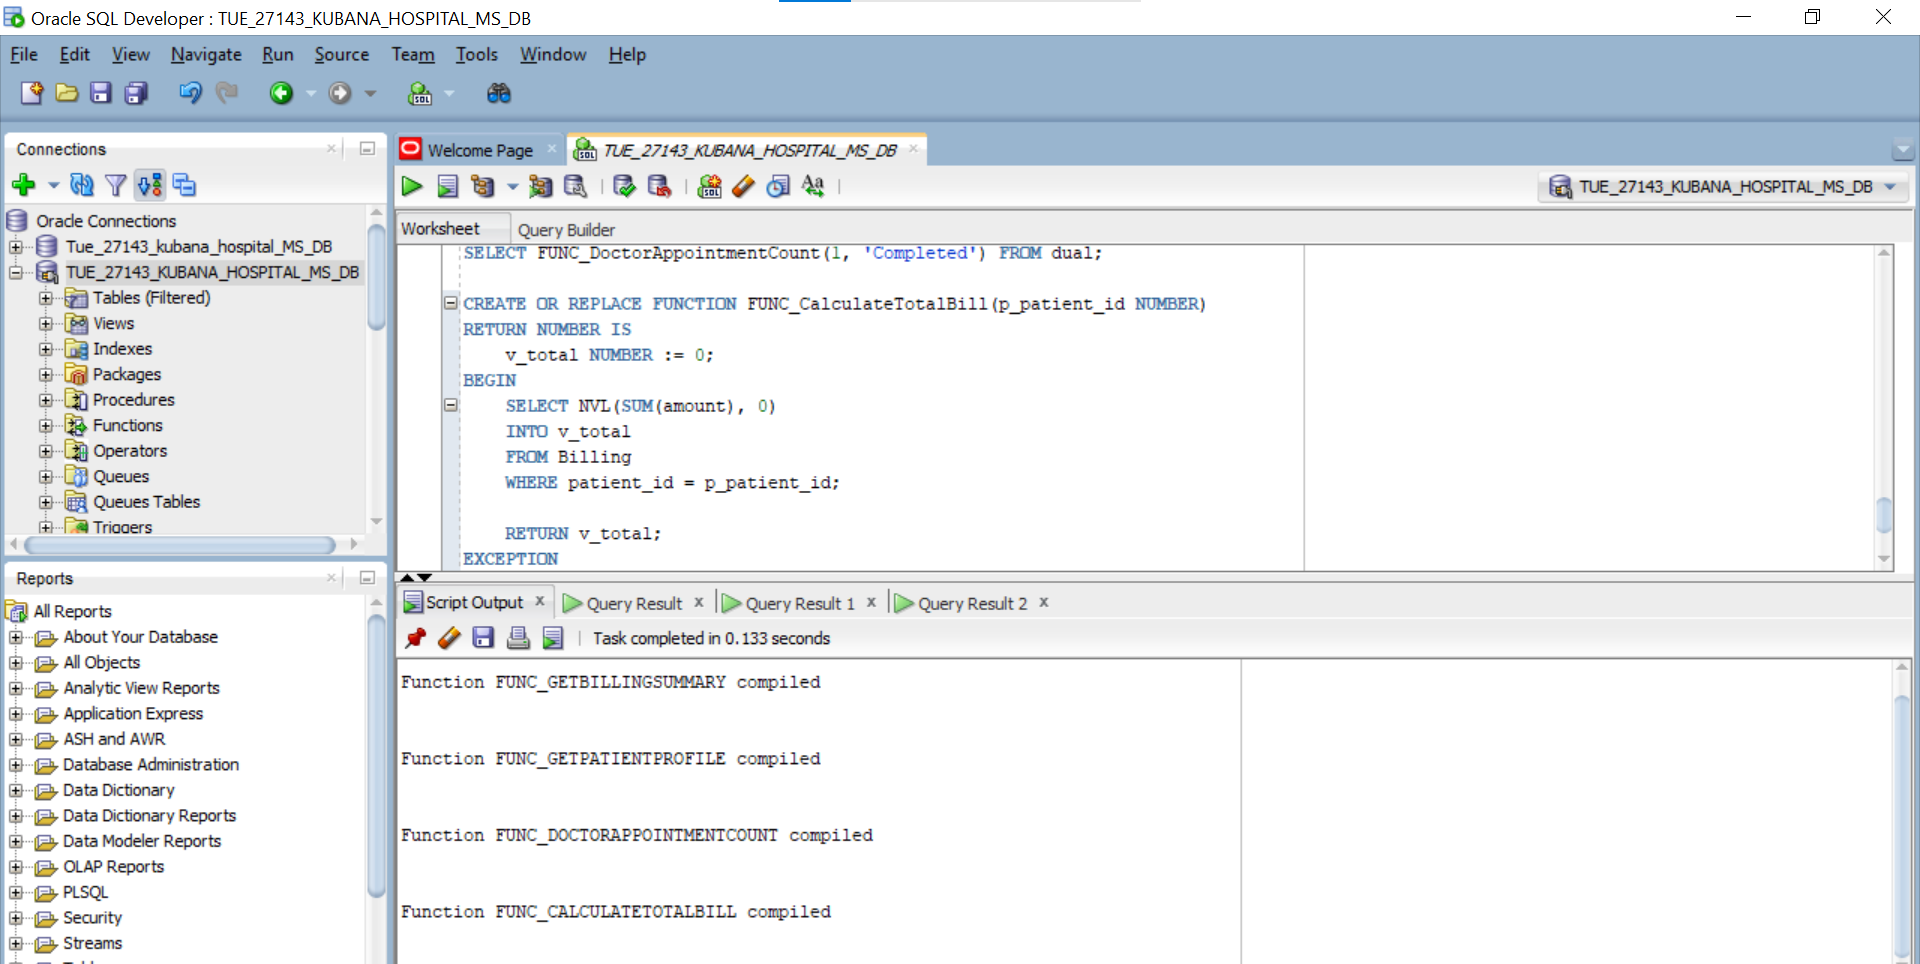 Oracle SQL Developer : TUE_27143_KUBANA_HOSPITAL_MS_DB
File Edit View Navigate Run Source Team Tools Window Help
Connections
Oracle Connections
Tue_27143_kubana_hospital_MS_DB
TUE_27143_KUBANA_HOSPITAL_MS_DB
Tables (Filtered)
Views
Indexes
Packages
Procedures
Functions
Operators
Queues
Queues Tables
Triggers
Reports
All Reports
About Your Database
All Objects
Analytic View Reports
Application Express
ASH and AWR
Database Administration
Data Dictionary
Data Dictionary Reports
Data Modeler Reports
OLAP Reports
PLSQL
Security
Streams
Welcome Page
TUE_27143_KUBANA_HOSPITAL_MS_DB
TUE_27143_KUBANA_HOSPITAL_MS_DB
Worksheet Query Builder
SELECT FUNC_DoctorAppointmentCount(1, 'Completed') FROM dual;
CREATE OR REPLACE FUNCTION FUNC_CalculateTotalBill(p_patient_id NUMBER)
RETURN NUMBER IS
v_total NUMBER := 0;
BEGIN
SELECT NVL(SUM(amount), 0)
INTO v_total
FROM Billing
WHERE patient_id = p_patient_id;
RETURN v_total;
EXCEPTION
Script Output Query Result Query Result 1 Query Result 2
Task completed in 0.133 seconds
Function FUNC_GETBILLINGSUMMARY compiled
Function FUNC_GETPATIENTPROFILE compiled
Function FUNC_DOCTORAPPOINTMENTCOUNT compiled
Function FUNC_CALCULATETOTALBILL compiled